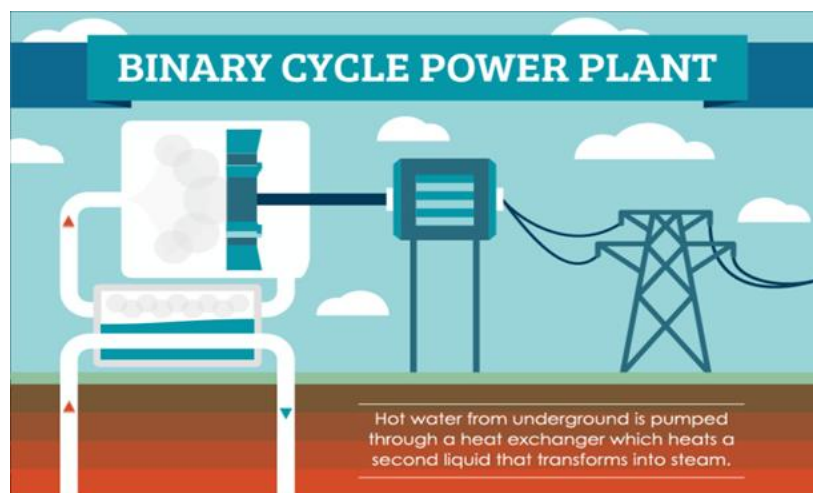 BINARY CYCLE POWER PLANT
Hot water from underground is pumped
through a heat exchanger which heats a
second liquid that transforms into steam.